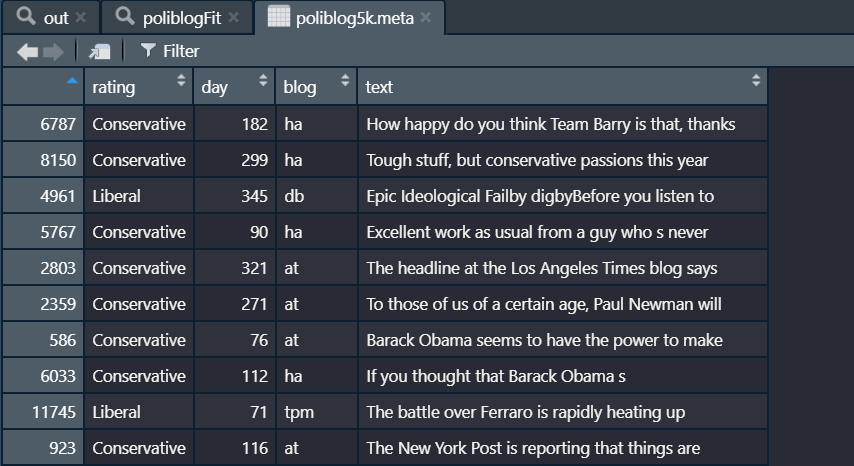 out poliblogFit poliblog5k.meta
Filter
rating day blog text
6787 Conservative 182 ha How happy do you think Team Barry is that, thanks
8150 Conservative 299 ha Tough stuff, but conservative passions this year
4961 Liberal 345 db Epic Ideological Failby digbyBefore you listen to
5767 Conservative 90 ha Excellent work as usual from a guy who s never
2803 Conservative 321 at The headline at the Los Angeles Times blog says
2359 Conservative 271 at To those of us of a certain age, Paul Newman will
586 Conservative 76 at Barack Obama seems to have the power to make
6033 Conservative 112 ha If you thought that Barack Obama s
11745 Liberal 71 tpm The battle over Ferraro is rapidly heating up
923 Conservative 116 at The New York Post is reporting that things are